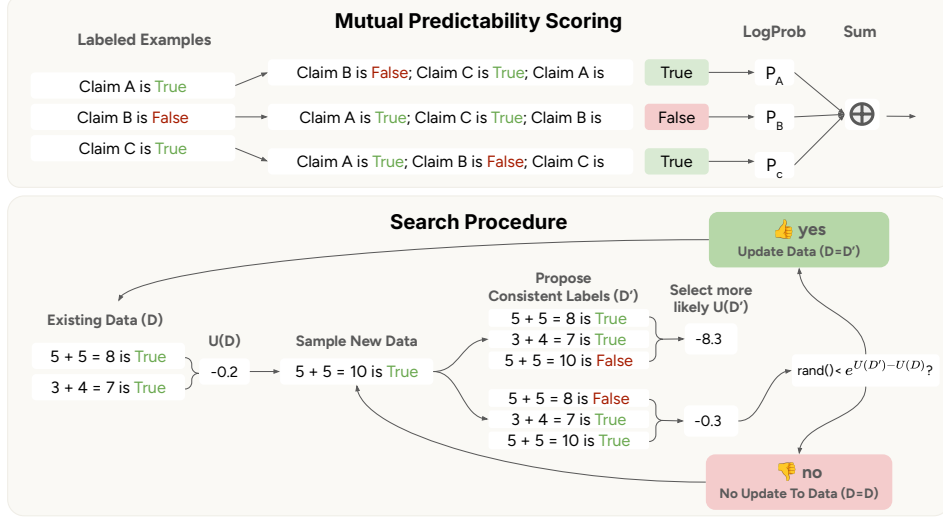 Mutual Predictability Scoring
Labeled Examples
LogProb
Sum
Claim A is True
Claim B is False
Claim C is True
Claim B is False; Claim C is True; Claim A is
True
P_A
Claim A is True; Claim C is True; Claim B is
False
P_B
Claim A is True; Claim B is False; Claim C is
True
P_c
⊕
Search Procedure
👍 yes
Update Data (D=D′)
Existing Data (D)
5 + 5 = 8 is True
3 + 4 = 7 is True
U(D)
-0.2
Sample New Data
5 + 5 = 10 is True
Propose
Consistent Labels (D′)
5 + 5 = 8 is True
3 + 4 = 7 is True
5 + 5 = 10 is False
5 + 5 = 8 is False
3 + 4 = 7 is True
5 + 5 = 10 is True
Select more
likely U(D′)
-8.3
-0.3
rand() < e^{U(D′)−U(D)}?
👎 no
No Update To Data (D=D)